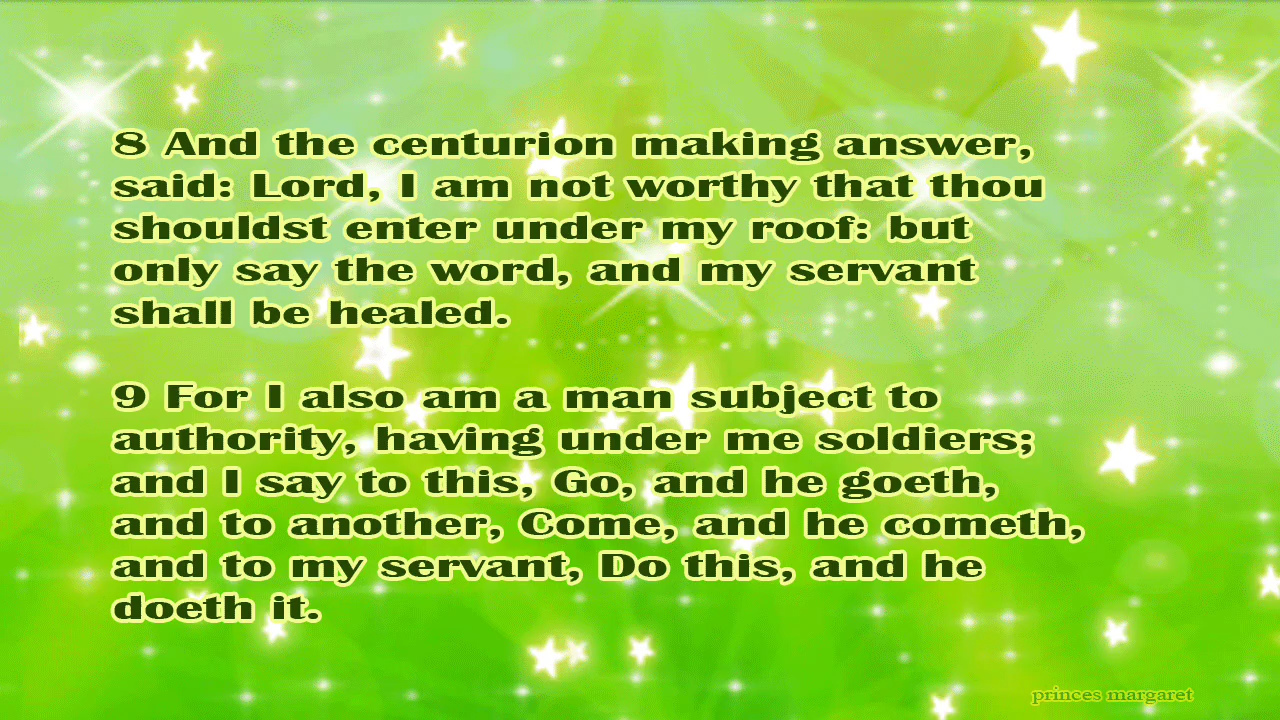 8 And the centurion making answer,
said: Lord, I am not worthy that thou
shouldst enter under my roof: but
only say the word, and my servant
shall be healed.
9 For I also am a man subject to
authority, having under me soldiers;
and I say to this, Go, and he goeth,
and to another, Come, and he cometh,
and to my servant, Do this, and he
doeth it.
princes margaret